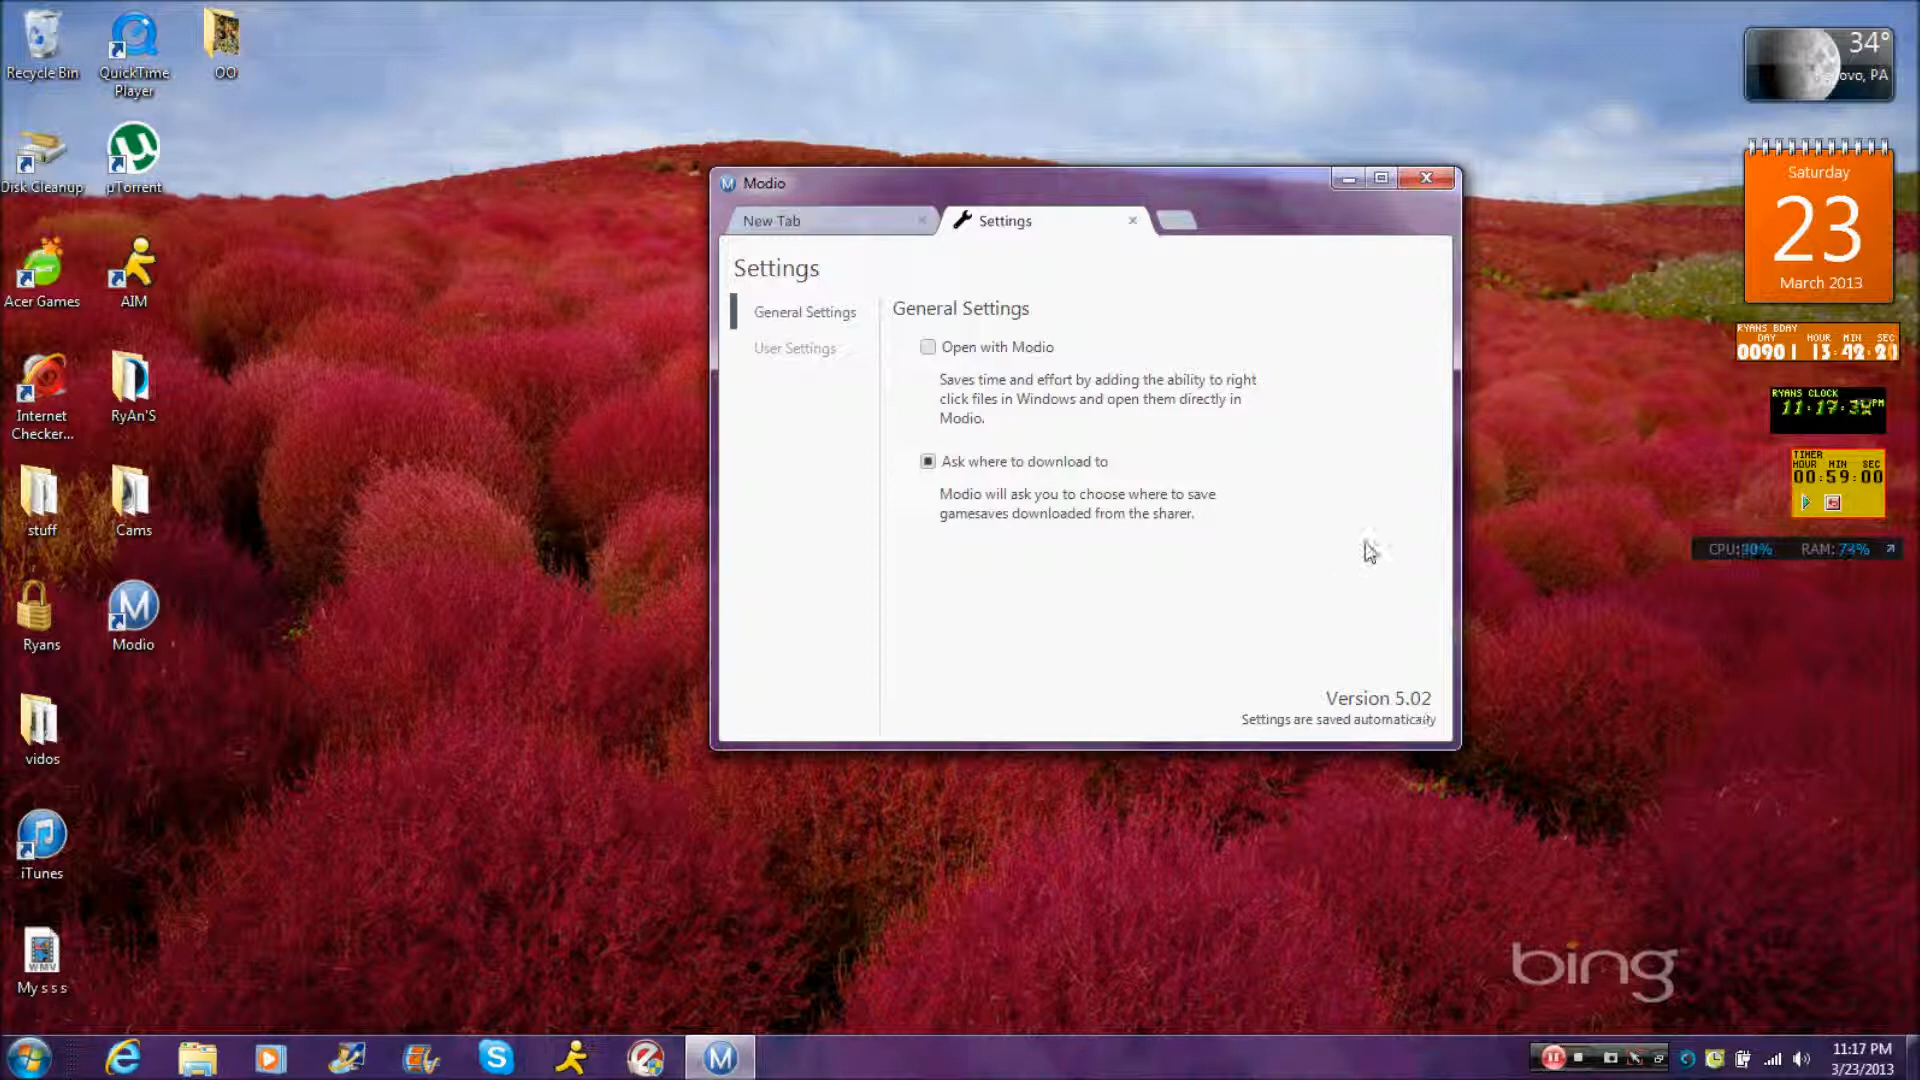 Recycle Bin
QuickTime
Player
OO
Disk Cleanup
µTorrent
Acer Games
AIM
Internet
Checker...
RyAn'S
stuff
Cams
Ryans
Modio
vidos
iTunes
WMV
My s s s
Modio
New Tab
Settings
Settings
General Settings
User Settings
General Settings
Open with Modio
Saves time and effort by adding the ability to right
click files in Windows and open them directly in
Modio.
Ask where to download to
Modio will ask you to choose where to save
gamesaves downloaded from the sharer.
Version 5.02
Settings are saved automatically
34°
ovo, PA
Saturday
23
March 2013
RYANS BDAY
DAY HOUR MIN SEC
00901 13:42:21
RYANS CLOCK
11:17 PM
TIMER
HOUR MIN SEC
00:59:00
CPU:
RAM:
bing
11:17 PM
3/23/2013